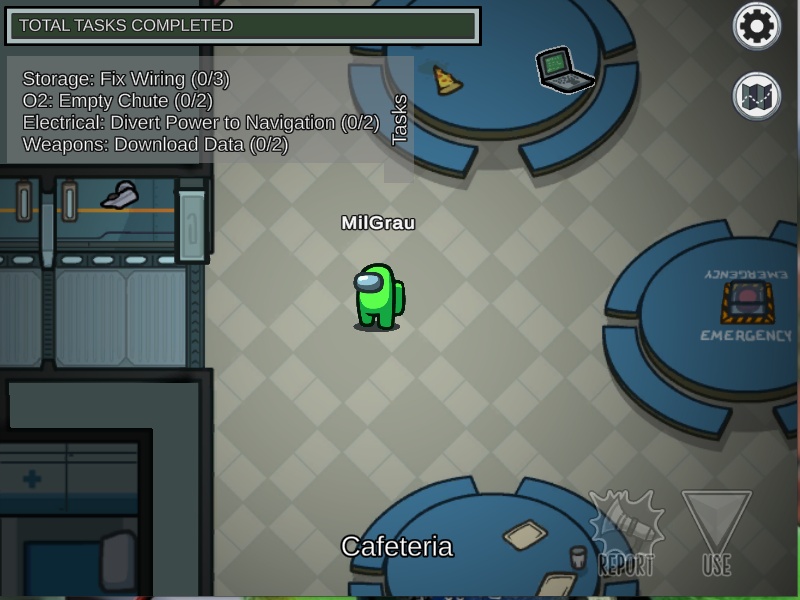 TOTAL TASKS COMPLETED
Storage: Fix Wiring (0/3)
O2: Empty Chute (0/2)
Electrical: Divert Power to Navigation (0/2)
Weapons: Download Data (0/2)
Tasks
MilGrau
EMERGENCY
EMERGENCY
Cafeteria
REPORT
USE